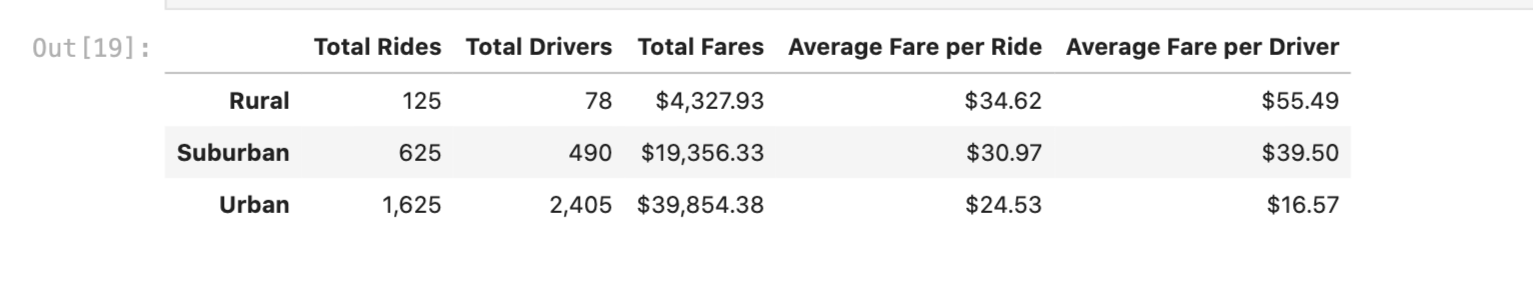 Out[19]:
Total Rides Total Drivers Total Fares Average Fare per Ride Average Fare per Driver
Rural 125 78 $4,327.93 $34.62 $55.49
Suburban 625 490 $19,356.33 $30.97 $39.50
Urban 1,625 2,405 $39,854.38 $24.53 $16.57